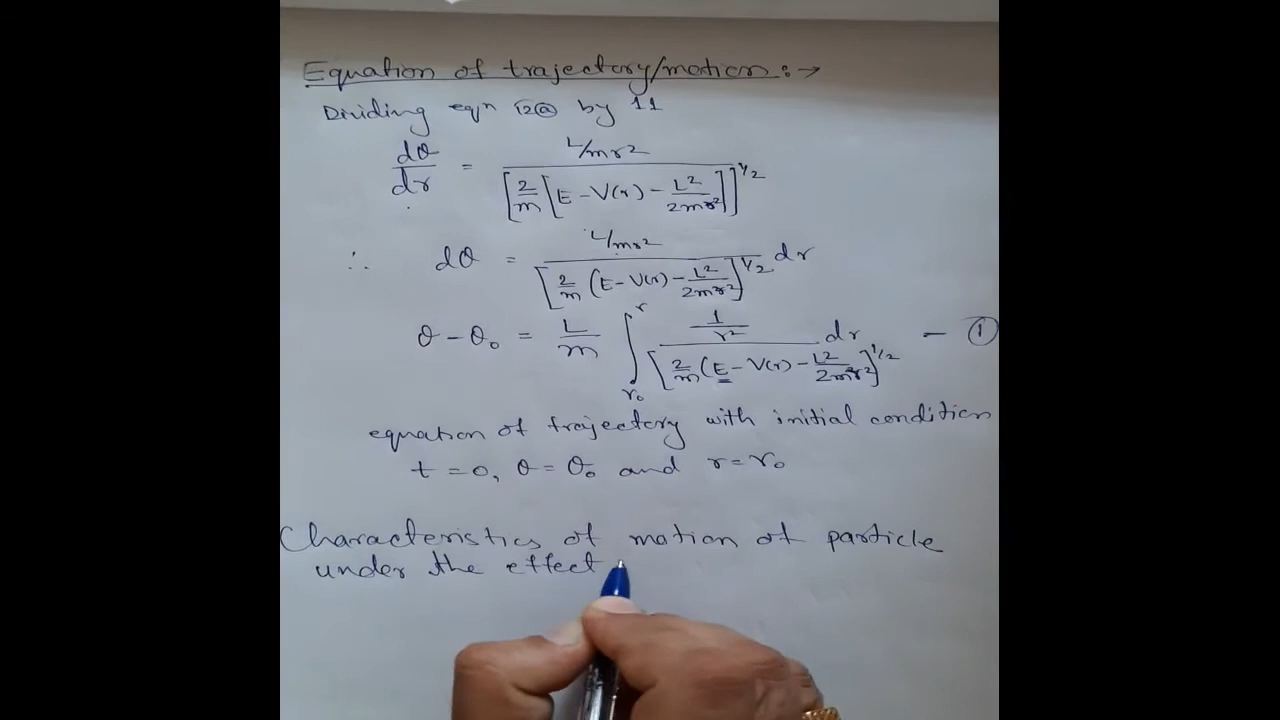 Equation of trajectory/motion :→
Dividing eqn 12ⓐ by 11
dθ/dr = (L/mr²) / [2/m [E - V(r) - L²/2mr²]]^1/2
∴ dθ = (L/mr²) / [2/m (E - V(r) - L²/2mr²]^1/2 dr
θ - θ₀ = L/m ∫_{r₀}^{r} (1/r²) / [2/m (E - V(r) - L²/2mr²]^1/2 dr — ①
equation of trajectory with initial condition
t = 0, θ = θ₀ and r = r₀
Characteristics of motion of particle
under the effect